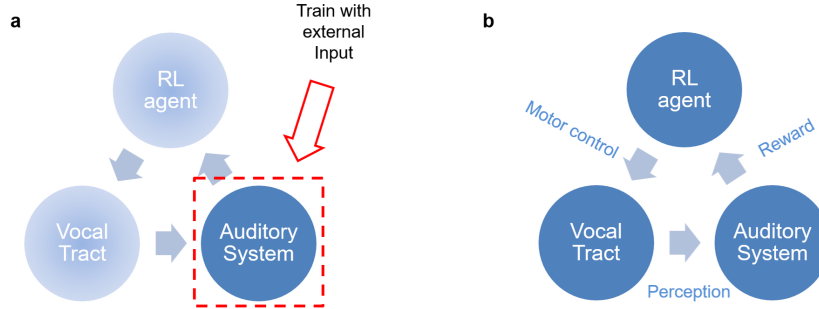 a
Train with
external
Input
RL
agent
Vocal
Tract
Auditory
System
b
RL
agent
Motor control
Reward
Vocal
Tract
Auditory
System
Perception